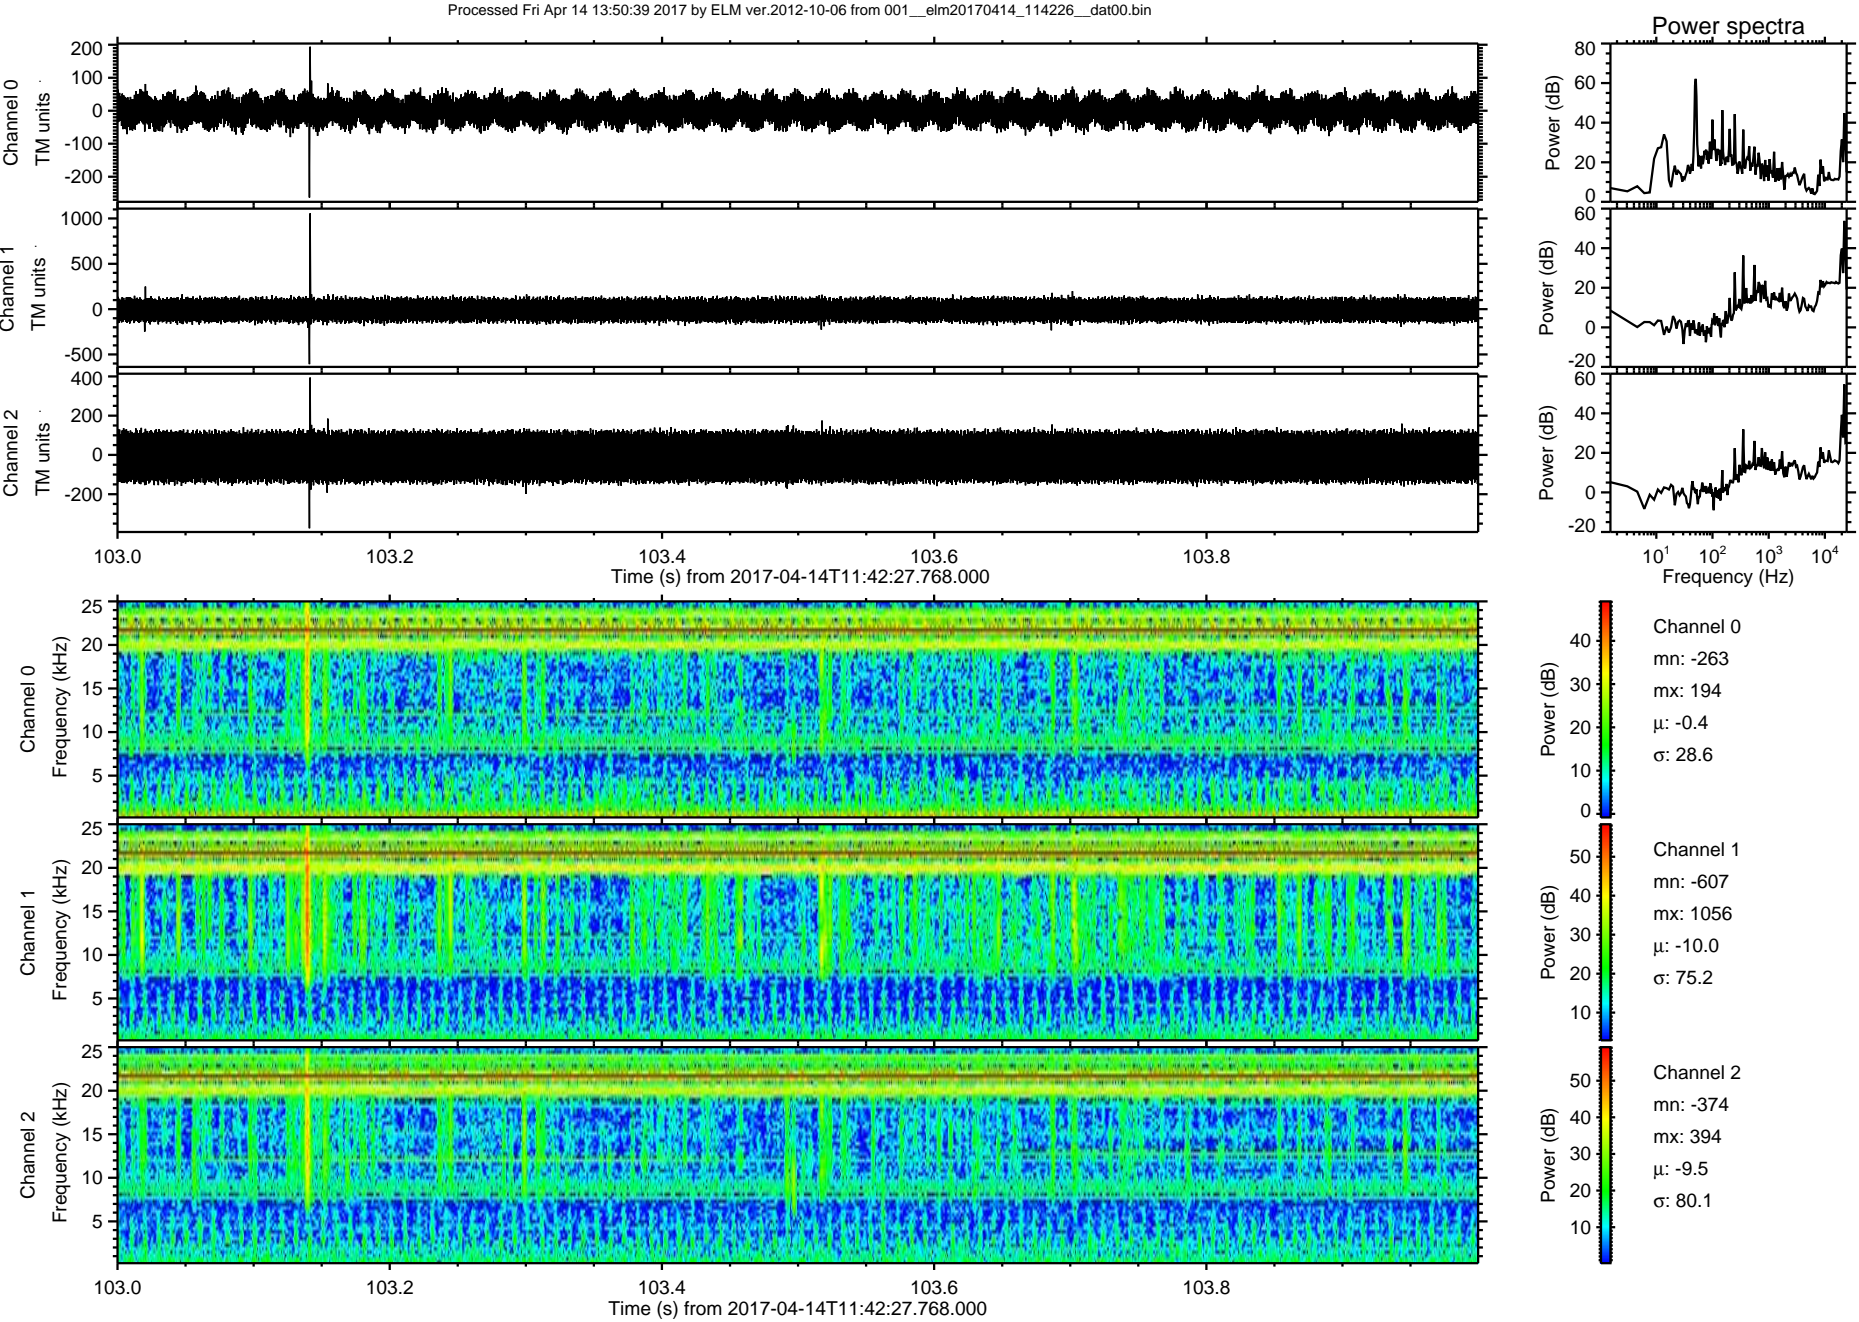 Processed Fri Apr 14 13:50:39 2017 by ELM ver.2012-10-06 from 001__elm20170414_114226__dat00.bin
Power spectra
Channel 0
TM units
200
100
0
-100
-200
Power (dB)
80
60
40
20
0
Channel 1
TM units
1000
500
0
-500
Power (dB)
60
40
20
0
-20
Channel 2
TM units
400
200
0
-200
Power (dB)
60
40
20
0
-20
103.0 103.2 103.4 103.6 103.8
Time (s) from 2017-04-14T11:42:27.768.000
10^1 10^2 10^3 10^4
Frequency (Hz)
Channel 0
Frequency (kHz)
25
20
15
10
5
Power (dB)
40
30
20
10
0
Channel 0
mn: -263
mx: 194
μ: -0.4
σ: 28.6
Channel 1
Frequency (kHz)
25
20
15
10
5
Power (dB)
50
40
30
20
10
Channel 1
mn: -607
mx: 1056
μ: -10.0
σ: 75.2
Channel 2
Frequency (kHz)
25
20
15
10
5
Power (dB)
50
40
30
20
10
Channel 2
mn: -374
mx: 394
μ: -9.5
σ: 80.1
103.0 103.2 103.4 103.6 103.8
Time (s) from 2017-04-14T11:42:27.768.000